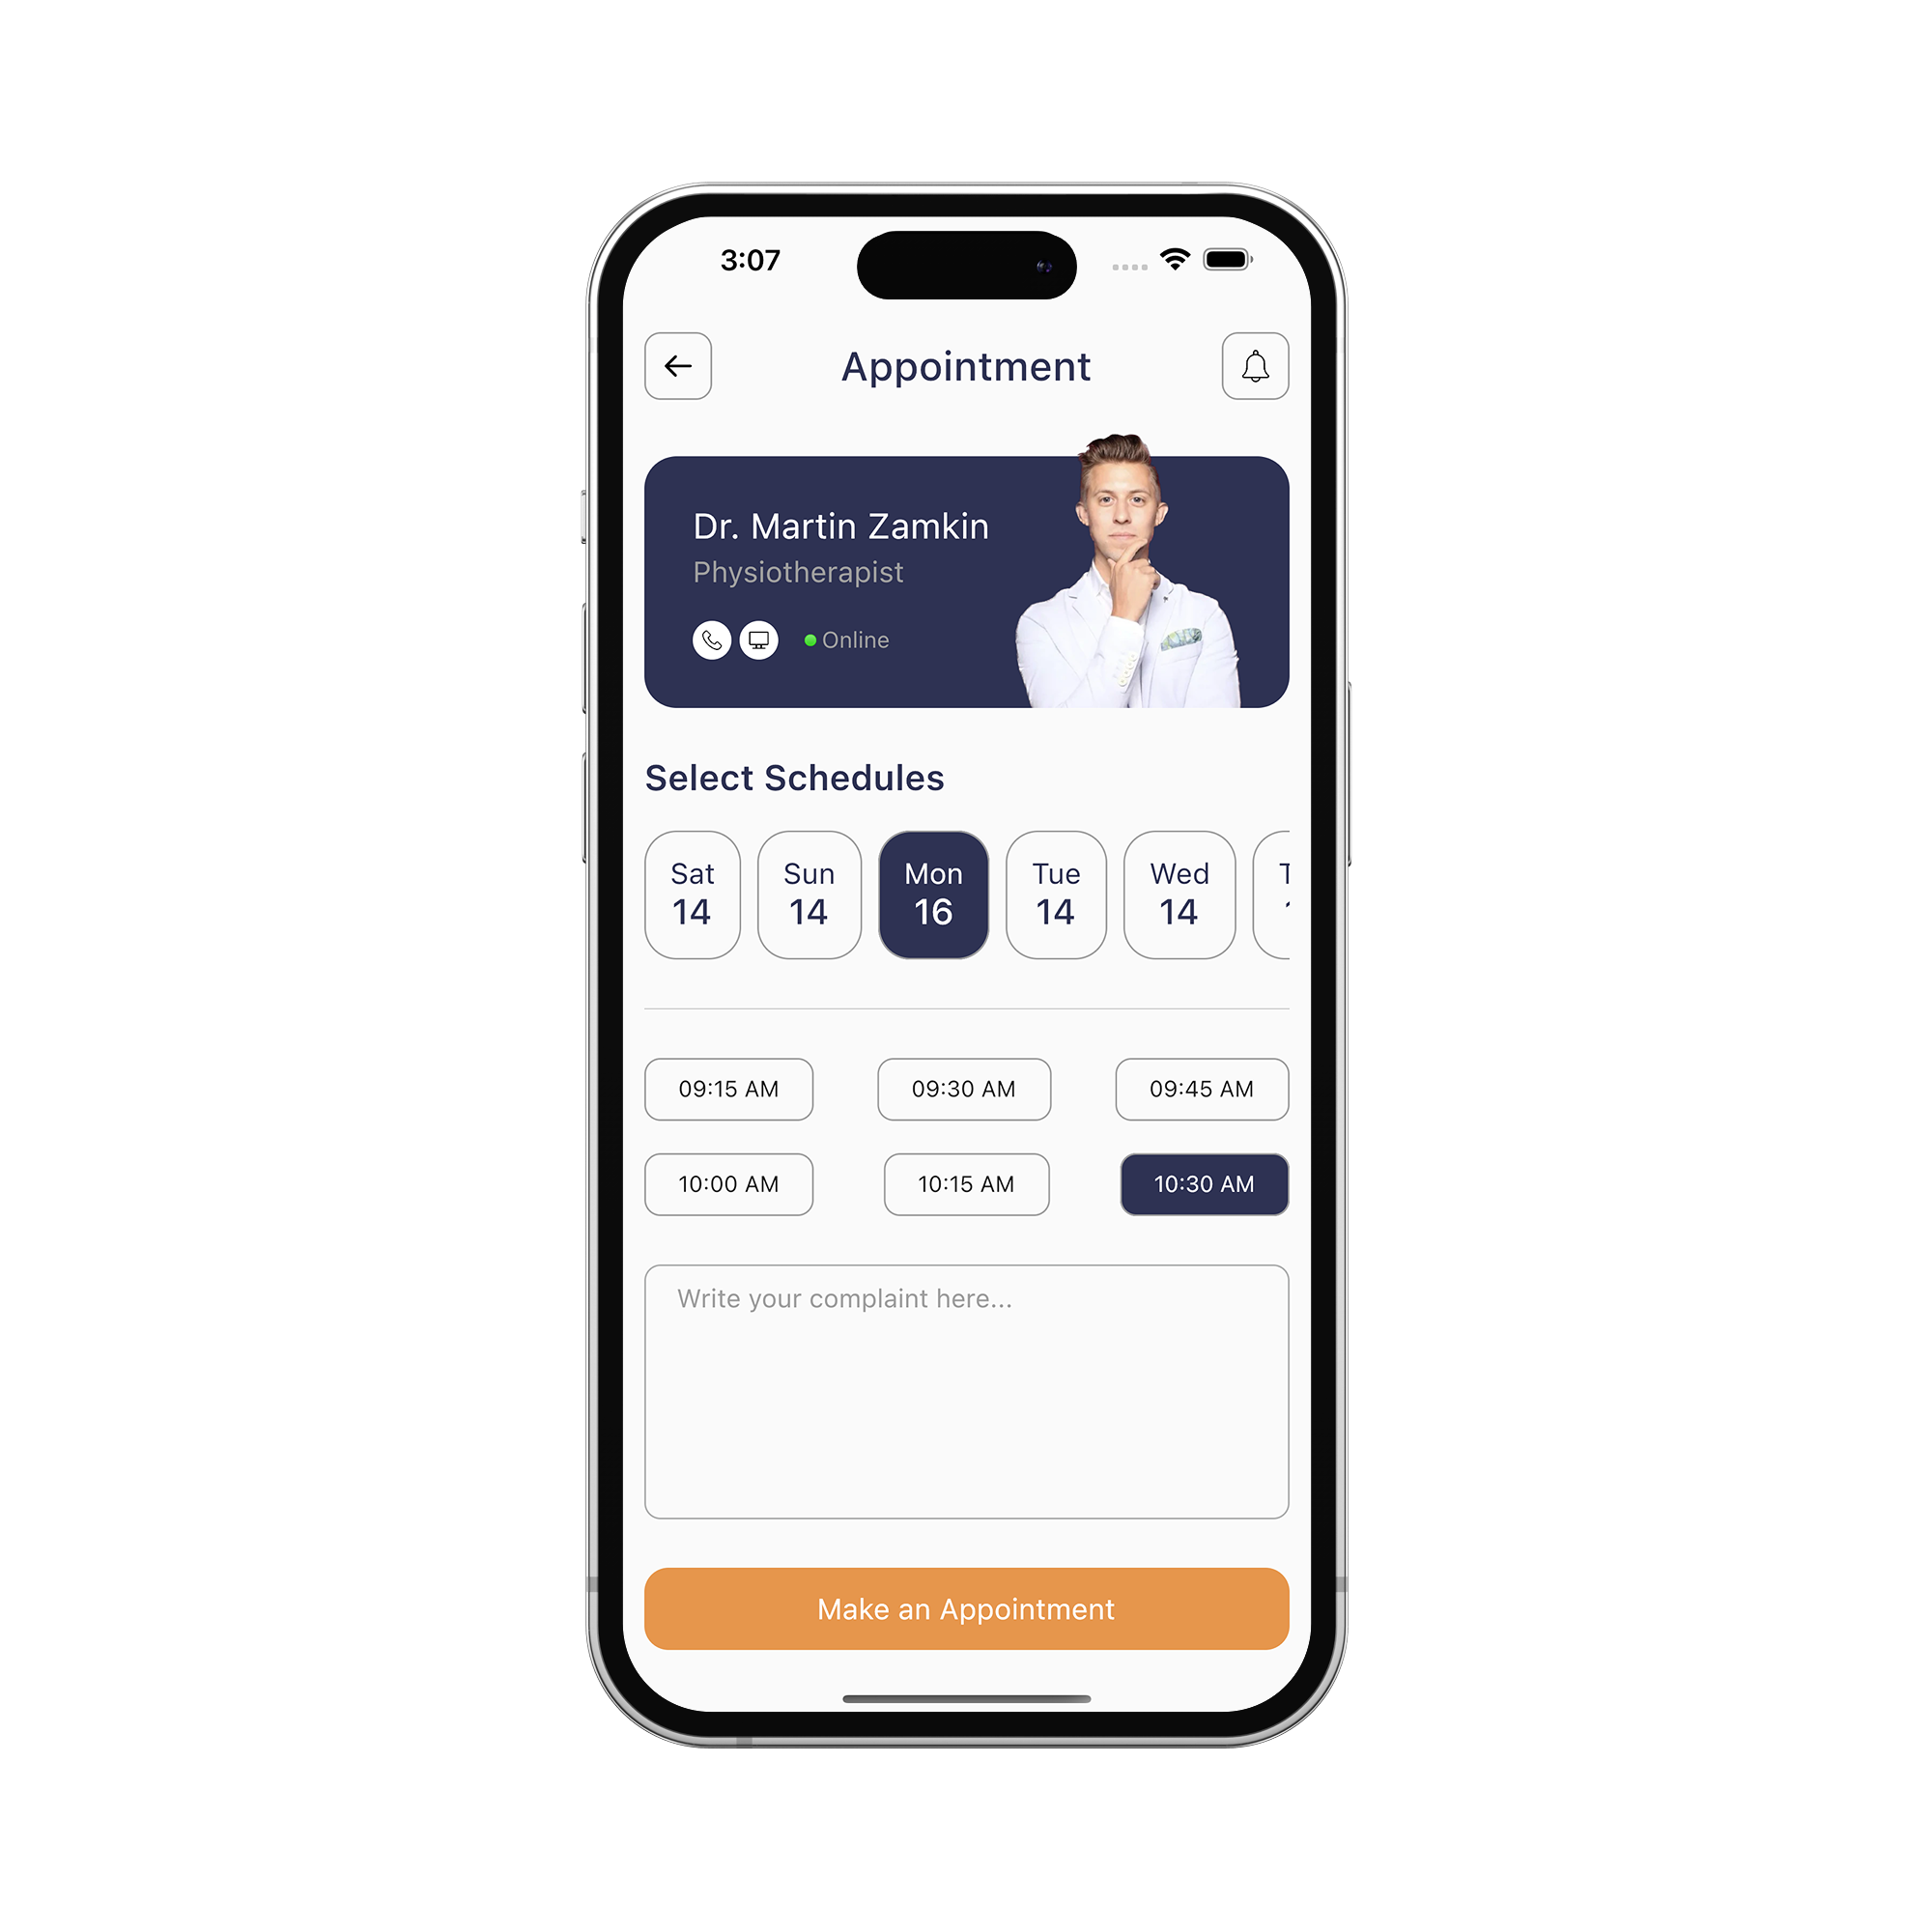 3:07
Appointment
Dr. Martin Zamkin
Physiotherapist
Online
Select Schedules
Sat Sun Mon Tue Wed T
14 14 16 14 14
09:15 AM 09:30 AM 09:45 AM
10:00 AM 10:15 AM 10:30 AM
Write your complaint here...
Make an Appointment